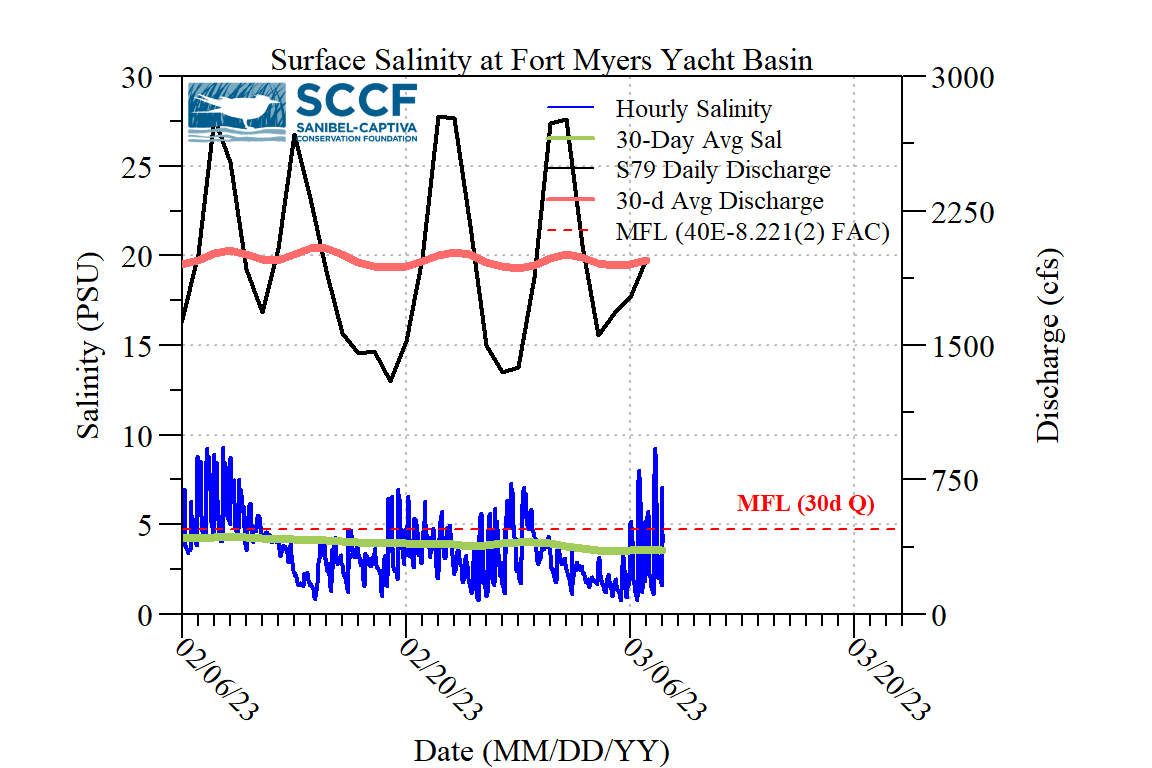 Surface Salinity at Fort Myers Yacht Basin
SCCF
SANIBEL-CAPTIVA
CONSERVATION FOUNDATION
Hourly Salinity
30-Day Avg Sal
S79 Daily Discharge
30-d Avg Discharge
MFL (40E-8.221(2) FAC)
30
25
20
15
10
5
0
Salinity (PSU)
3000
2250
1500
750
0
Discharge (cfs)
MFL (30d Q)
02/06/23
02/20/23
03/06/23
03/20/23
Date (MM/DD/YY)